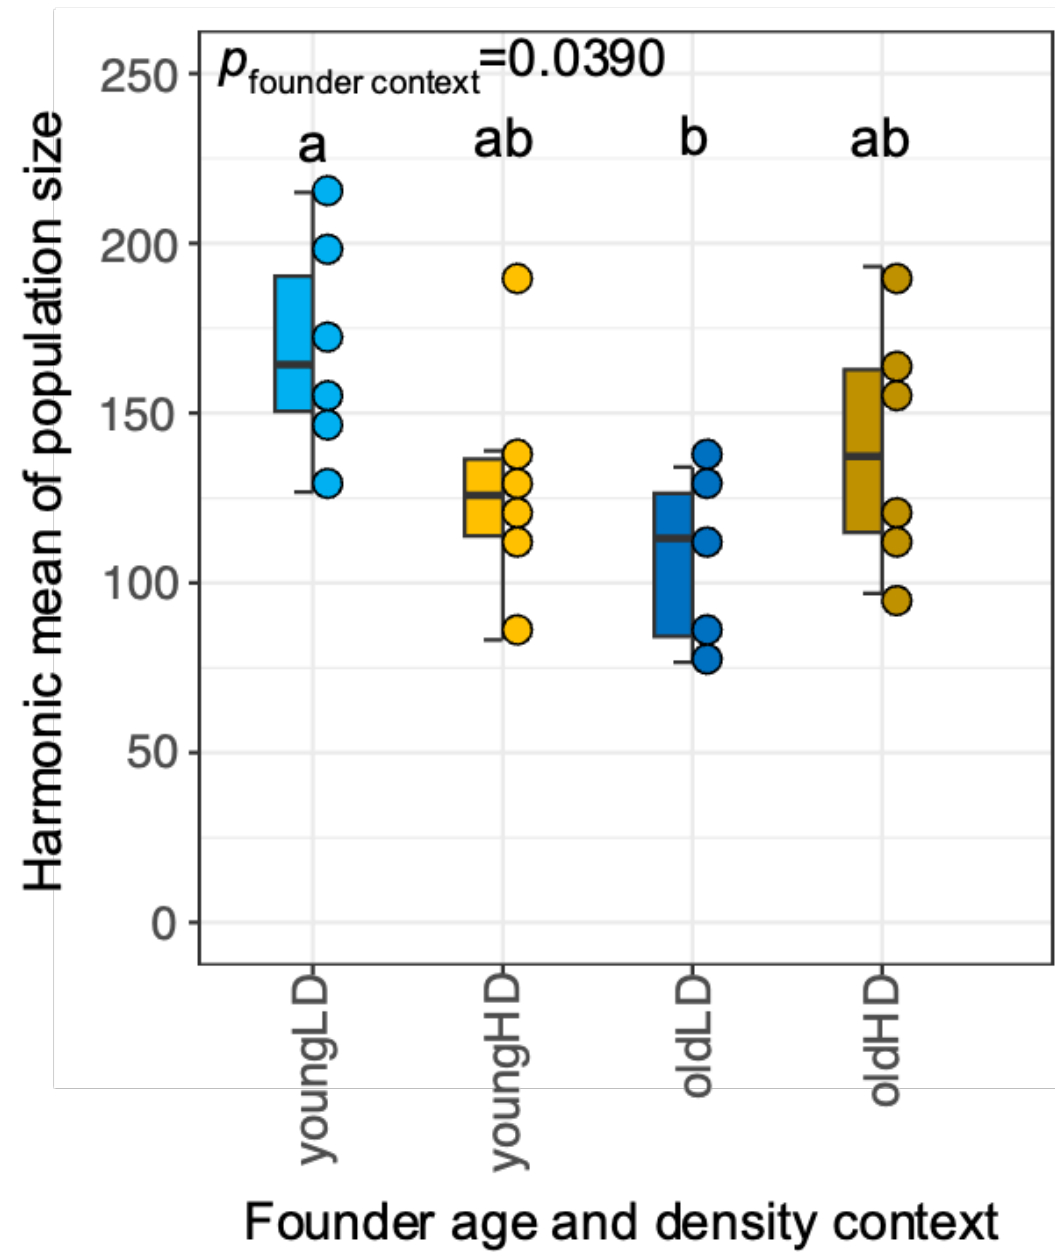 p founder context =0.0390
a ab b ab
Harmonic mean of population size
250
200
150
100
50
0
youngLD
youngHD
oldLD
oldHD
Founder age and density context